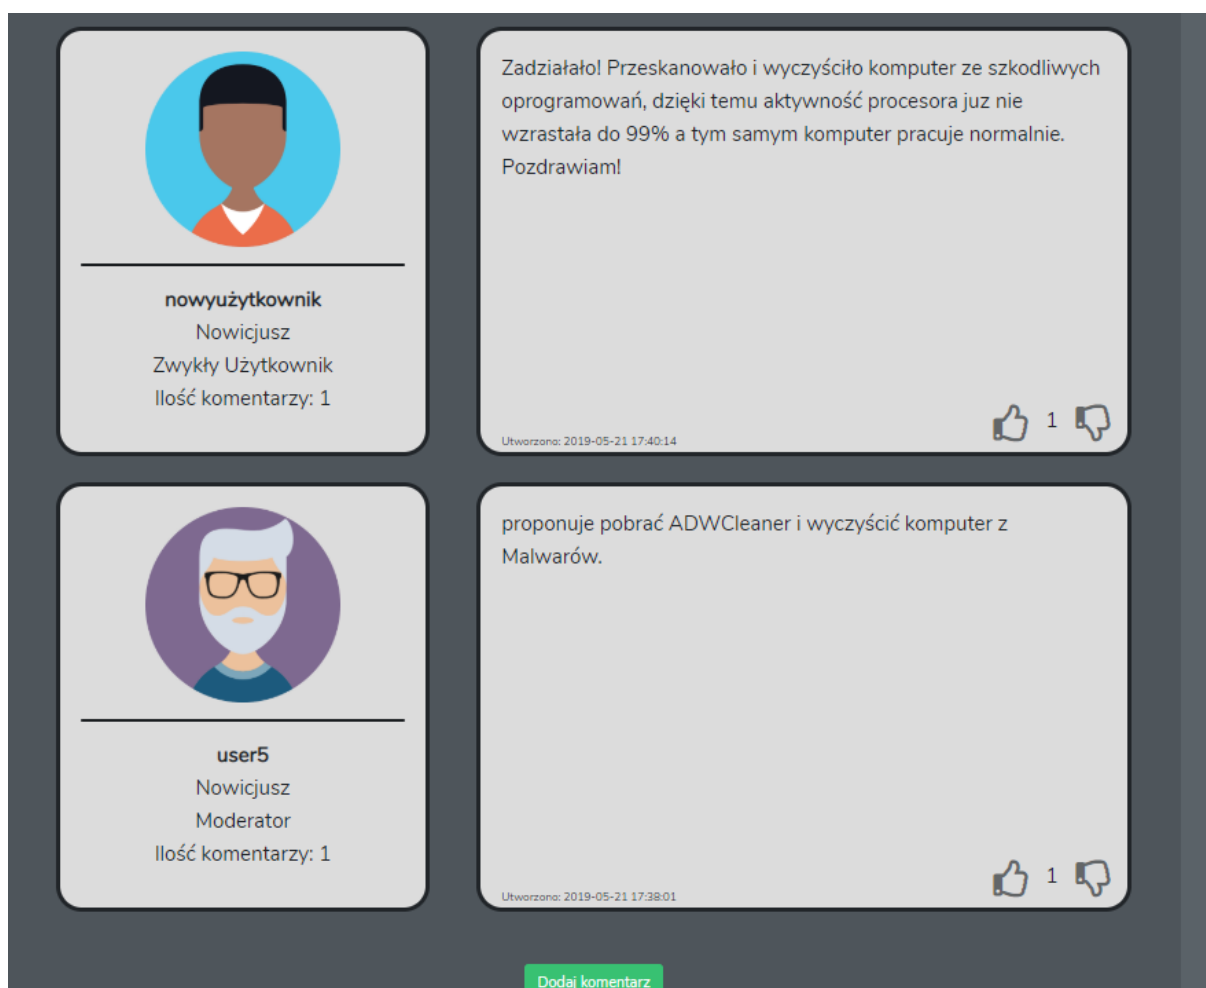 Zadziałało! Przeskanowało i wyczyściło komputer ze szkodliwych
oprogramowań, dzięki temu aktywność procesora juz nie
wzrastała do 99% a tym samym komputer pracuje normalnie.
Pozdrawiam!
nowyużytkownik
Nowicjusz
Zwykły Użytkownik
Ilość komentarzy: 1
Utworzono: 2019-05-21 17:40:14
1
proponuje pobrać ADWCleaner i wyczyścić komputer z
Malwarów.
user5
Nowicjusz
Moderator
Ilość komentarzy: 1
Utworzono: 2019-05-21 17:38:01
1
Dodaj komentarz